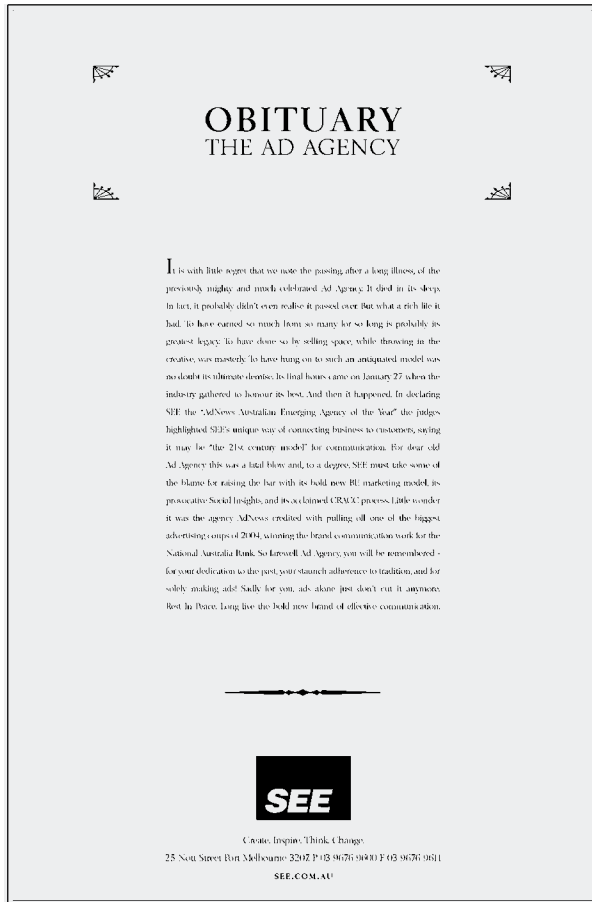 OBITUARY
THE AD AGENCY
It is with little regret that we note the passing, after a long illness, of the
previously mighty and much celebrated Ad Agency. It died in its sleep.
In fact, it probably didn't even realise it passed over. But what a rich life it
had. To have earned so much from so many for so long is probably its
greatest legacy. To have done so by selling space, while throwing in the
creative, was masterly. To have hung on to such an antiquated model was
no doubt its ultimate demise. Its final hours came on January 27 when the
industry gathered to honour its best. And then it happened. In declaring
SEE the "AdNews Australian Emerging Agency of the Year" the judges
highlighted SEE's unique way of connecting business to customers, saying
it may be "the 21st century model" for communication. For dear old
Ad Agency this was a fatal blow and, to a degree, SEE must take some of
the blame for raising the bar with its bold new BE marketing model, its
provocative Social Insights, and its acclaimed CRACC process. Little wonder
it was the agency AdNews credited with pulling off one of the biggest
advertising coups of 2004, winning the brand communication work for the
National Australia Bank. So farewell Ad Agency, you will be remembered -
for your dedication to the past, your staunch adherence to tradition, and for
solely making ads! Sadly for you, ads alone just don't cut it anymore.
Rest In Peace. Long live the bold new brand of effective communication.
SEE
Create. Inspire. Think. Change.
25 Nott Street Port Melbourne 3207 P 03 9676 9600 F 03 9676 9611
SEE.COM.AU